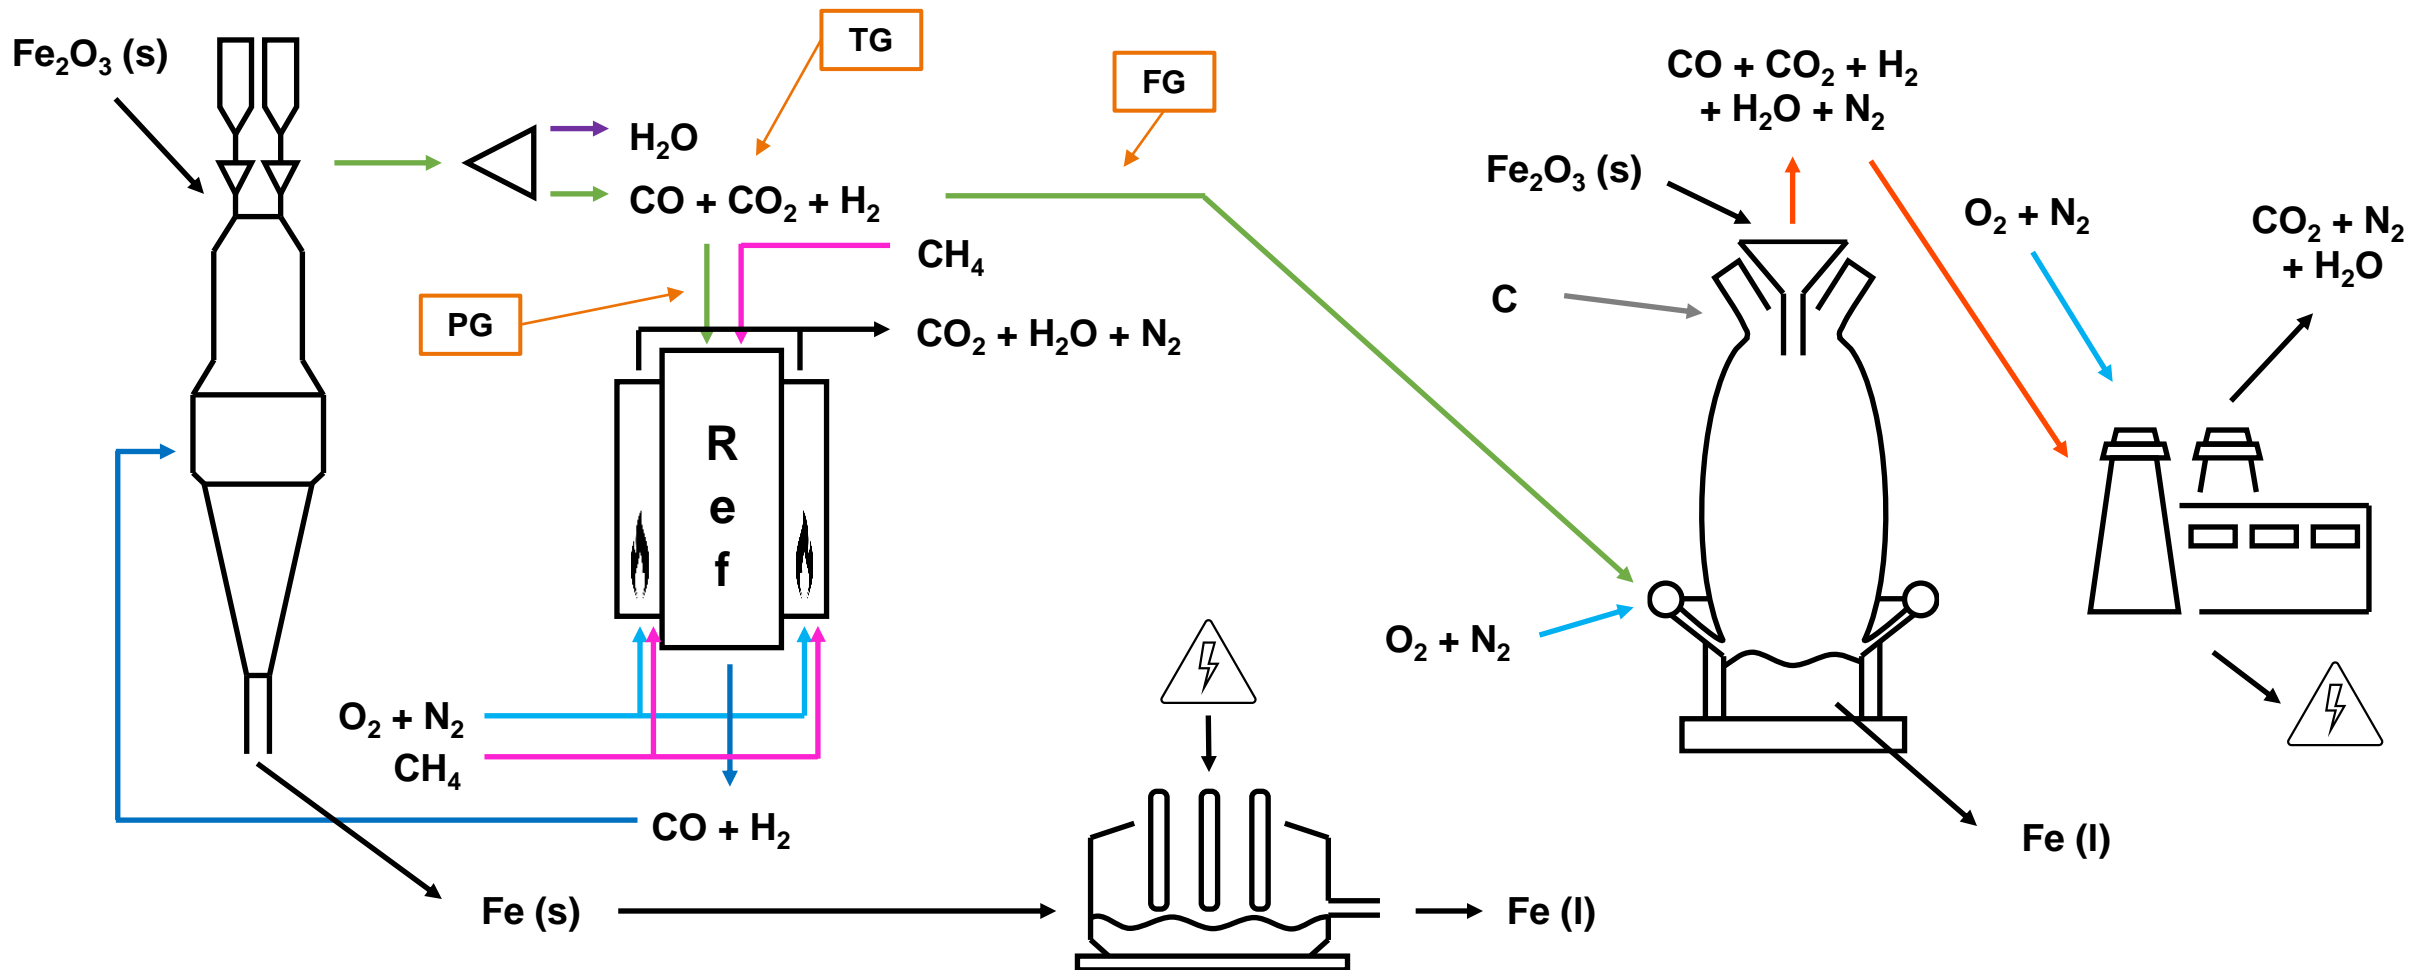 Fe₂O₃ (s)
TG
FG
CO + CO₂ + H₂
+ H₂O + N₂
H₂O
CO + CO₂ + H₂
Fe₂O₃ (s)
O₂ + N₂
CO₂ + N₂
+ H₂O
CH₄
PG
C
CO₂ + H₂O + N₂
R
e
f
O₂ + N₂
O₂ + N₂
CH₄
CO + H₂
Fe (l)
Fe (s)
Fe (l)